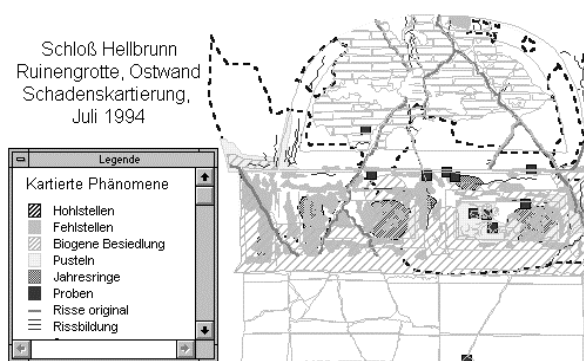 Schloß Hellbrunn
Ruinengrotte, Ostwand
Schadenskartierung,
Juli 1994
Legende
Kartierte Phänomene
Hohlstellen
Fehlstellen
Biogene Besiedlung
Pusteln
Jahresringe
Proben
Risse original
Rissbildung